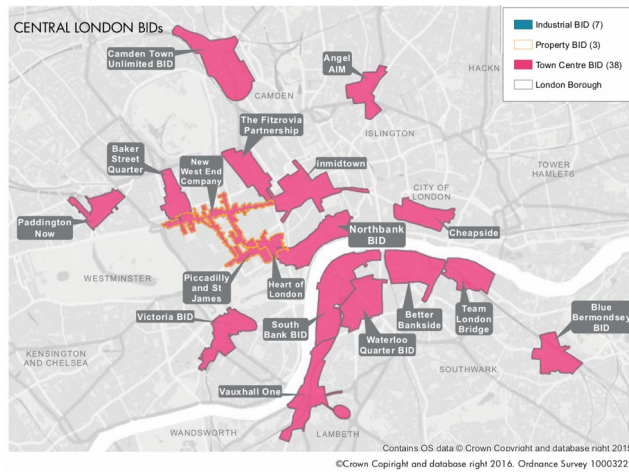 CENTRAL LONDON BIDs
Industrial BID (7)
Property BID (3)
Town Centre BID (38)
London Borough
Camden Town
Unlimited BID
Angel
AIM
HACKN
CAMDEN
The Fitzrovia
Partnership
ISLINGTON
Baker
Street
Quarter
New
West End
Company
inmidtown
TOWER
HAMLETS
CITY OF
LONDON
Paddington
Now
Northbank
BID
Cheapside
WESTMINSTER
Piccadilly
and St
James
Heart of
London
Victoria BID
South
Bank BID
Waterloo
Quarter BID
Better
Bankside
Team
London
Bridge
Blue
Bermondsey
BID
KENSINGTON
AND CHELSEA
SOUTHWARK
Vauxhall One
WANDSWORTH
LAMBETH
Contains OS data © Crown Copyright and database right 2015
©Crown Copiright and database right 2016. Ordnance Survey 1000322